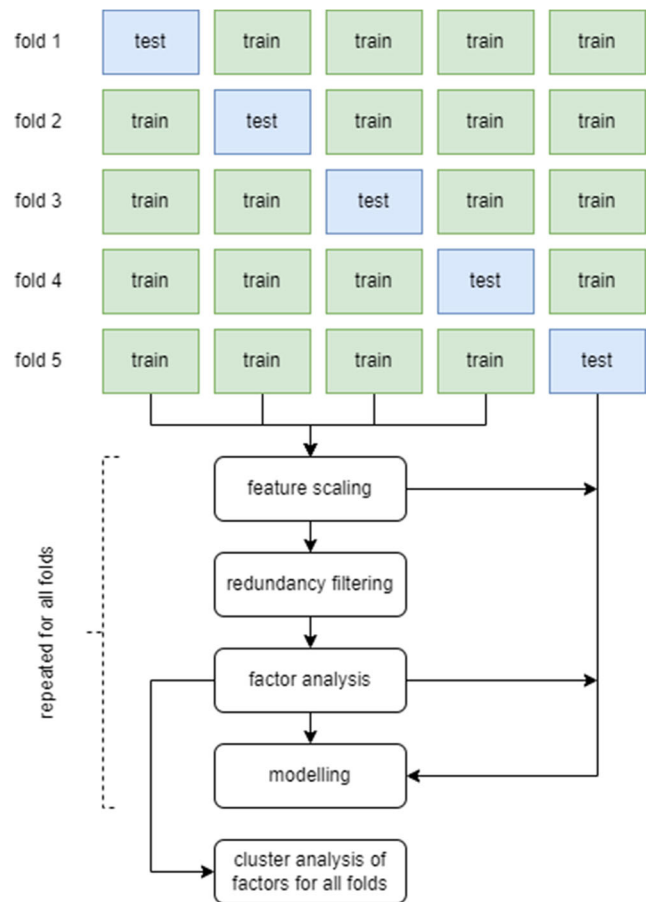 fold 1 test train train train train
fold 2 train test train train train
fold 3 train train test train train
fold 4 train train train test train
fold 5 train train train train test
repeated for all folds
feature scaling
redundancy filtering
factor analysis
modelling
cluster analysis of
factors for all folds